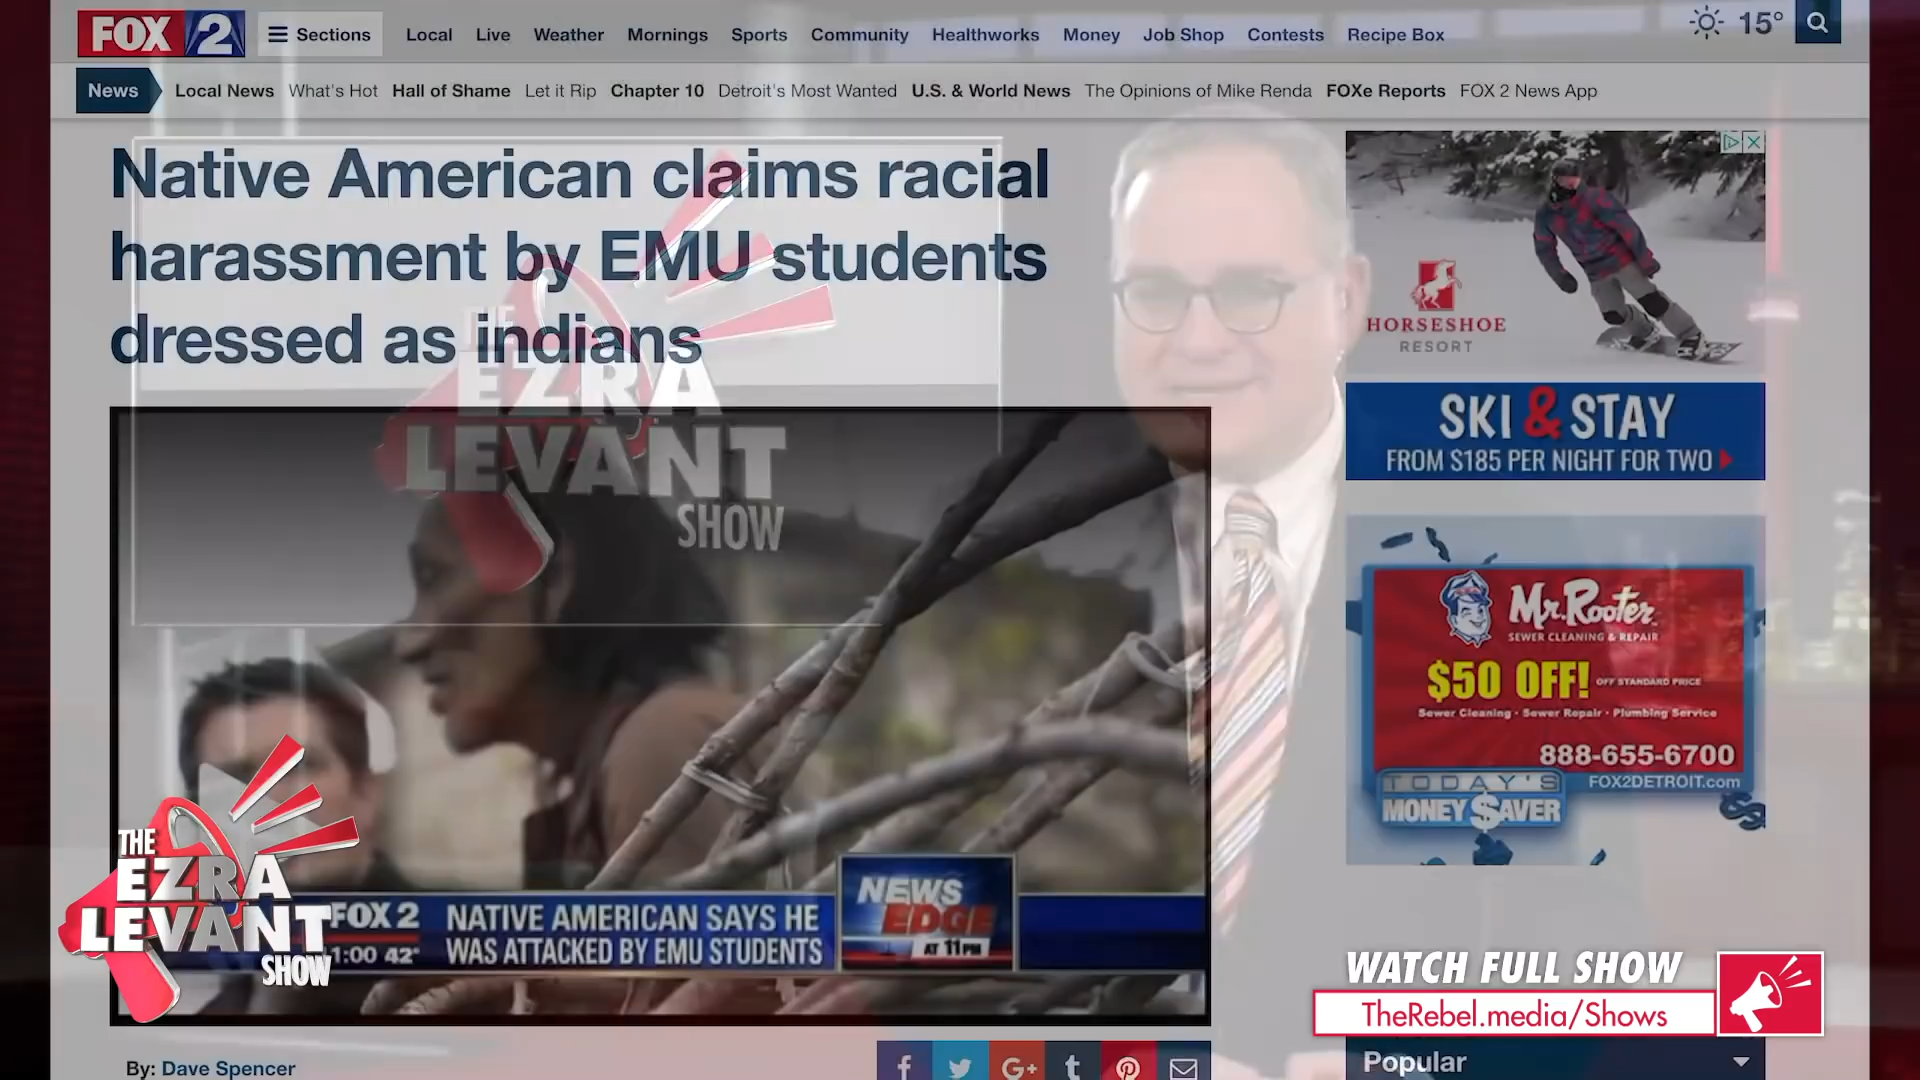 FOX 2
Sections
Local Live Weather Mornings Sports Community Healthworks Money Job Shop Contests Recipe Box
15°
News
Local News What's Hot Hall of Shame Let it Rip Chapter 10 Detroit's Most Wanted U.S. & World News The Opinions of Mike Renda FOXe Reports FOX 2 News App
Native American claims racial
harassment by EMU students
dressed as indians
THE
EZRA
LEVANT
SHOW
HORSESHOE
RESORT
SKI & STAY
FROM $185 PER NIGHT FOR TWO
Mr.Rooter
SEWER CLEANING & REPAIR
$50 OFF! OFF STANDARD PRICE
Sewer Cleaning • Sewer Repair • Plumbing Service
888-655-6700
FOX2DETROIT.com
TODAY'S
MONEY $AVER
THE
EZRA
LEVANT
SHOW
FOX 2
1:00 42°
NATIVE AMERICAN SAYS HE
WAS ATTACKED BY EMU STUDENTS
NEWS
EDGE
AT 11PM
WATCH FULL SHOW
TheRebel.media/Shows
By: Dave Spencer
f
G+
t
Popular